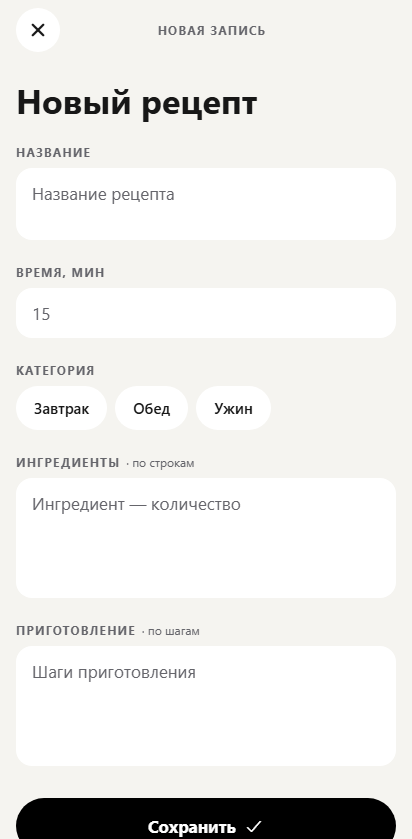 НОВАЯ ЗАПИСЬ
Новый рецепт
НАЗВАНИЕ
Название рецепта
ВРЕМЯ, МИН
15
КАТЕГОРИЯ
Завтрак Обед Ужин
ИНГРЕДИЕНТЫ · по строкам
Ингредиент — количество
ПРИГОТОВЛЕНИЕ · по шагам
Шаги приготовления
Сохранить